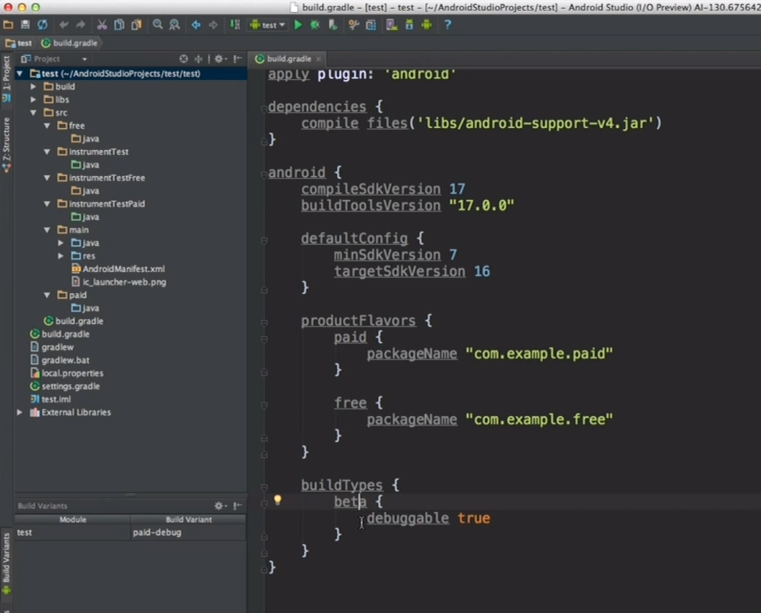 build.gradle - [test] - test - [~/AndroidStudioProjects/test] - Android Studio (I/O Preview) AI-130.675642
test
test
build.gradle
1: Project
Z: Structure
Build Variants
Project
test (~/AndroidStudioProjects/test/test)
build
libs
src
free
java
instrumentTest
java
instrumentTestFree
java
instrumentTestPaid
java
main
java
res
AndroidManifest.xml
ic_launcher-web.png
paid
java
build.gradle
build.gradle
gradlew
gradlew.bat
local.properties
settings.gradle
test.iml
External Libraries
Build Variants
Module Build Variant
test paid-debug
build.gradle
apply plugin: 'android'
dependencies {
compile files('libs/android-support-v4.jar')
}
android {
compileSdkVersion 17
buildToolsVersion "17.0.0"
defaultConfig {
minSdkVersion 7
targetSdkVersion 16
}
productFlavors {
paid {
packageName "com.example.paid"
}
free {
packageName "com.example.free"
}
}
buildTypes {
beta {
debuggable true
}
}
}